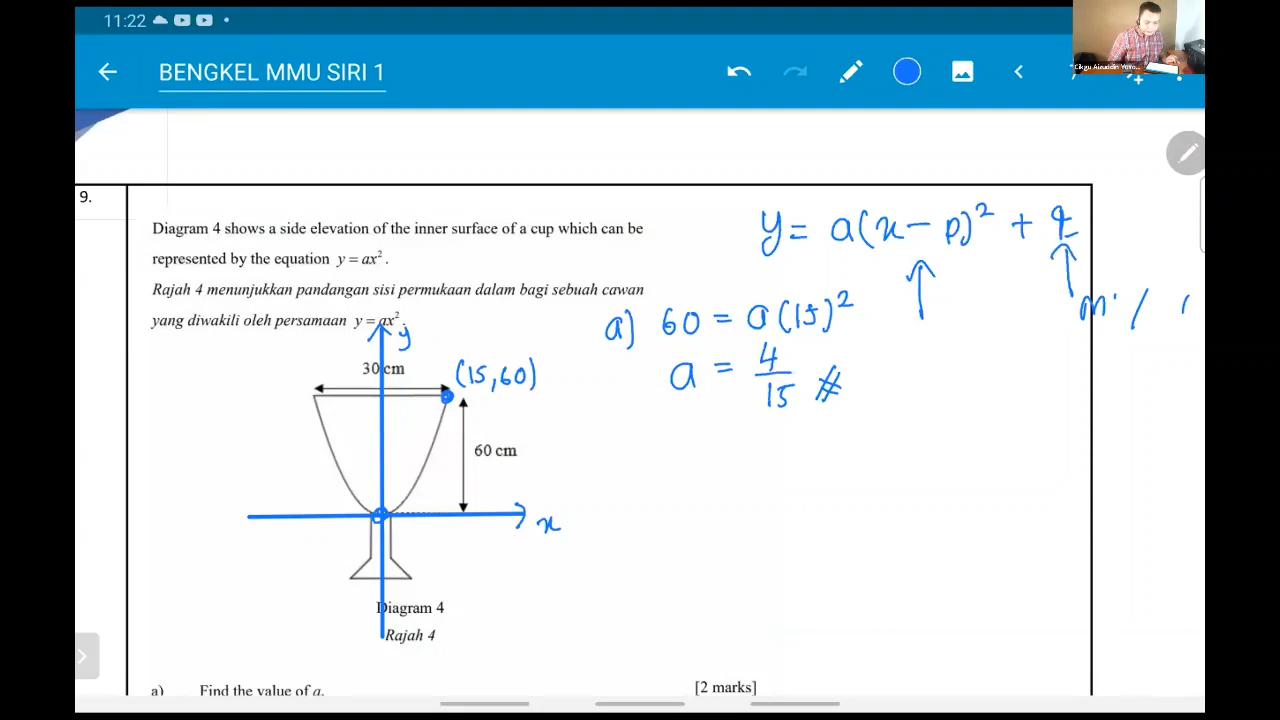 11:22
BENGKEL MMU SIRI 1
9.
Diagram 4 shows a side elevation of the inner surface of a cup which can be
represented by the equation y = ax².
Rajah 4 menunjukkan pandangan sisi permukaan dalam bagi sebuah cawan
yang diwakili oleh persamaan y = ax².
y = a(x − p)² + q
a) 60 = a(15)²
a = 4/15 #
y
30 cm
(15,60)
60 cm
x
Diagram 4
Rajah 4
a) Find the value of a.
[2 marks]